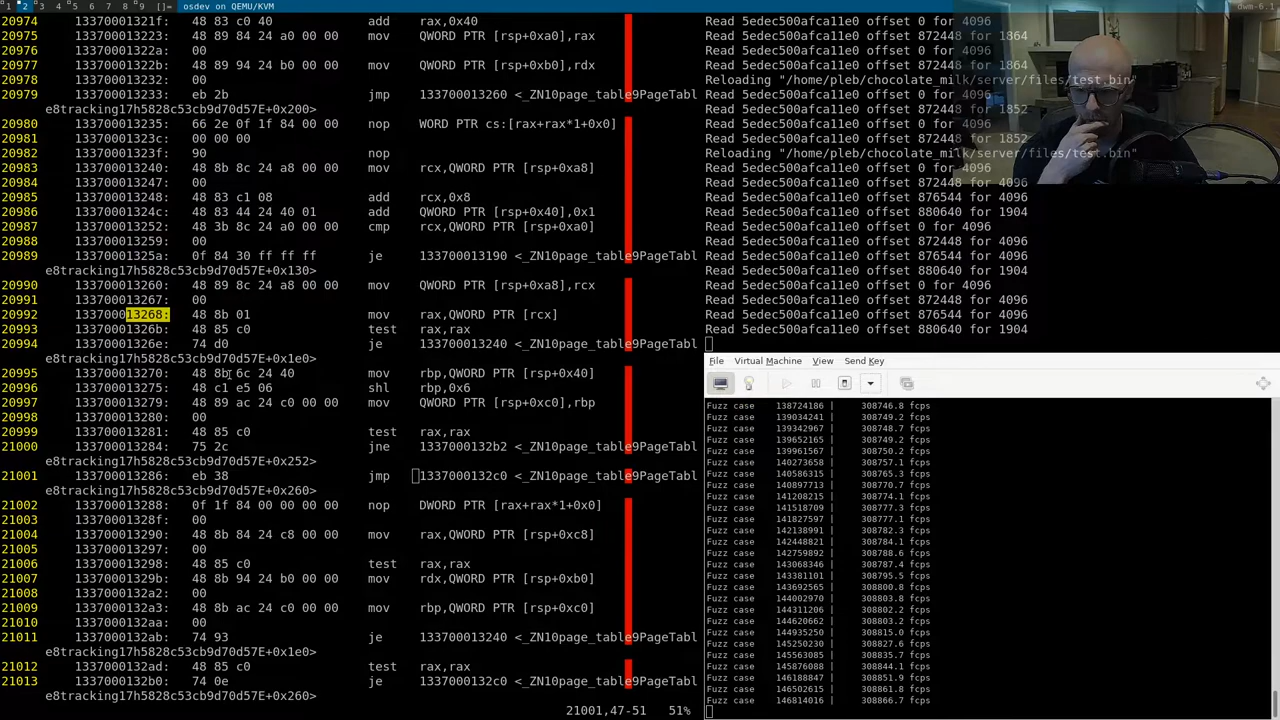 1 2 3 4 5 6 7 8 9 []= osdev on QEMU/KVM dwm-6.1
20974 13370001321f: 48 83 c0 40 add rax,0x40
20975 133700013223: 48 89 84 24 a0 00 00 mov QWORD PTR [rsp+0xa0],rax
20976 13370001322a: 00
20977 13370001322b: 48 89 94 24 b0 00 00 mov QWORD PTR [rsp+0xb0],rdx
20978 133700013232: 00
20979 133700013233: eb 2b jmp 133700013260 <_ZN10page_table9PageTabl
e8tracking17h5828c53cb9d70d57E+0x200>
20980 133700013235: 66 2e 0f 1f 84 00 00 nop WORD PTR cs:[rax+rax*1+0x0]
20981 13370001323c: 00 00 00
20982 13370001323f: 90 nop
20983 133700013240: 48 8b 8c 24 a8 00 00 mov rcx,QWORD PTR [rsp+0xa8]
20984 133700013247: 00
20985 133700013248: 48 83 c1 08 add rcx,0x8
20986 13370001324c: 48 83 44 24 40 01 add QWORD PTR [rsp+0x40],0x1
20987 133700013252: 48 3b 8c 24 a0 00 00 cmp rcx,QWORD PTR [rsp+0xa0]
20988 133700013259: 00
20989 13370001325a: 0f 84 30 ff ff ff je 133700013190 <_ZN10page_table9PageTabl
e8tracking17h5828c53cb9d70d57E+0x130>
20990 133700013260: 48 89 8c 24 a8 00 00 mov QWORD PTR [rsp+0xa8],rcx
20991 133700013267: 00
20992 133700013268: 48 8b 01 mov rax,QWORD PTR [rcx]
20993 13370001326b: 48 85 c0 test rax,rax
20994 13370001326e: 74 d0 je 133700013240 <_ZN10page_table9PageTabl
e8tracking17h5828c53cb9d70d57E+0x1e0>
20995 133700013270: 48 8b 6c 24 40 mov rbp,QWORD PTR [rsp+0x40]
20996 133700013275: 48 c1 e5 06 shl rbp,0x6
20997 133700013279: 48 89 ac 24 c0 00 00 mov QWORD PTR [rsp+0xc0],rbp
20998 133700013280: 00
20999 133700013281: 48 85 c0 test rax,rax
21000 133700013284: 75 2c jne 1337000132b2 <_ZN10page_table9PageTabl
e8tracking17h5828c53cb9d70d57E+0x252>
21001 133700013286: eb 38 jmp 1337000132c0 <_ZN10page_table9PageTabl
e8tracking17h5828c53cb9d70d57E+0x260>
21002 133700013288: 0f 1f 84 00 00 00 00 nop DWORD PTR [rax+rax*1+0x0]
21003 13370001328f: 00
21004 133700013290: 48 8b 84 24 c8 00 00 mov rax,QWORD PTR [rsp+0xc8]
21005 133700013297: 00
21006 133700013298: 48 85 c0 test rax,rax
21007 13370001329b: 48 8b 94 24 b0 00 00 mov rdx,QWORD PTR [rsp+0xb0]
21008 1337000132a2: 00
21009 1337000132a3: 48 8b ac 24 c0 00 00 mov rbp,QWORD PTR [rsp+0xc0]
21010 1337000132aa: 00
21011 1337000132ab: 74 93 je 133700013240 <_ZN10page_table9PageTabl
e8tracking17h5828c53cb9d70d57E+0x1e0>
21012 1337000132ad: 48 85 c0 test rax,rax
21013 1337000132b0: 74 0e je 1337000132c0 <_ZN10page_table9PageTabl
e8tracking17h5828c53cb9d70d57E+0x260>
21001,47-51 51%
Read 5edec500afca11e0 offset 0 for 4096
Read 5edec500afca11e0 offset 872448 for 1864
Read 5edec500afca11e0 offset 0 for 4096
Read 5edec500afca11e0 offset 872448 for 1864
Reloading "/home/pleb/chocolate_milk/server/files/test.bin"
Read 5edec500afca11e0 offset 0 for 4096
Read 5edec500afca11e0 offset 872448 for 1852
Read 5edec500afca11e0 offset 0 for 4096
Read 5edec500afca11e0 offset 872448 for 1852
Reloading "/home/pleb/chocolate_milk/server/files/test.bin"
Read 5edec500afca11e0 offset 0 for 4096
Read 5edec500afca11e0 offset 872448 for 4096
Read 5edec500afca11e0 offset 876544 for 4096
Read 5edec500afca11e0 offset 880640 for 1904
Read 5edec500afca11e0 offset 0 for 4096
Read 5edec500afca11e0 offset 872448 for 4096
Read 5edec500afca11e0 offset 876544 for 4096
Read 5edec500afca11e0 offset 880640 for 1904
Read 5edec500afca11e0 offset 0 for 4096
Read 5edec500afca11e0 offset 872448 for 4096
Read 5edec500afca11e0 offset 876544 for 4096
Read 5edec500afca11e0 offset 880640 for 1904
File Virtual Machine View Send Key
Fuzz case 138724186 | 308746.8 fcps
Fuzz case 139034241 | 308749.2 fcps
Fuzz case 139342967 | 308748.7 fcps
Fuzz case 139652165 | 308749.2 fcps
Fuzz case 139961567 | 308750.2 fcps
Fuzz case 140273658 | 308757.1 fcps
Fuzz case 140586315 | 308765.3 fcps
Fuzz case 140897713 | 308770.7 fcps
Fuzz case 141208215 | 308774.1 fcps
Fuzz case 141518709 | 308777.3 fcps
Fuzz case 141827597 | 308777.1 fcps
Fuzz case 142138991 | 308782.3 fcps
Fuzz case 142448821 | 308784.1 fcps
Fuzz case 142759892 | 308788.6 fcps
Fuzz case 143068346 | 308787.4 fcps
Fuzz case 143381101 | 308795.5 fcps
Fuzz case 143692565 | 308800.8 fcps
Fuzz case 144002970 | 308803.8 fcps
Fuzz case 144311206 | 308802.2 fcps
Fuzz case 144620662 | 308803.2 fcps
Fuzz case 144935250 | 308815.0 fcps
Fuzz case 145250230 | 308827.6 fcps
Fuzz case 145563085 | 308835.7 fcps
Fuzz case 145876088 | 308844.1 fcps
Fuzz case 146188847 | 308851.9 fcps
Fuzz case 146502615 | 308861.8 fcps
Fuzz case 146814016 | 308866.7 fcps